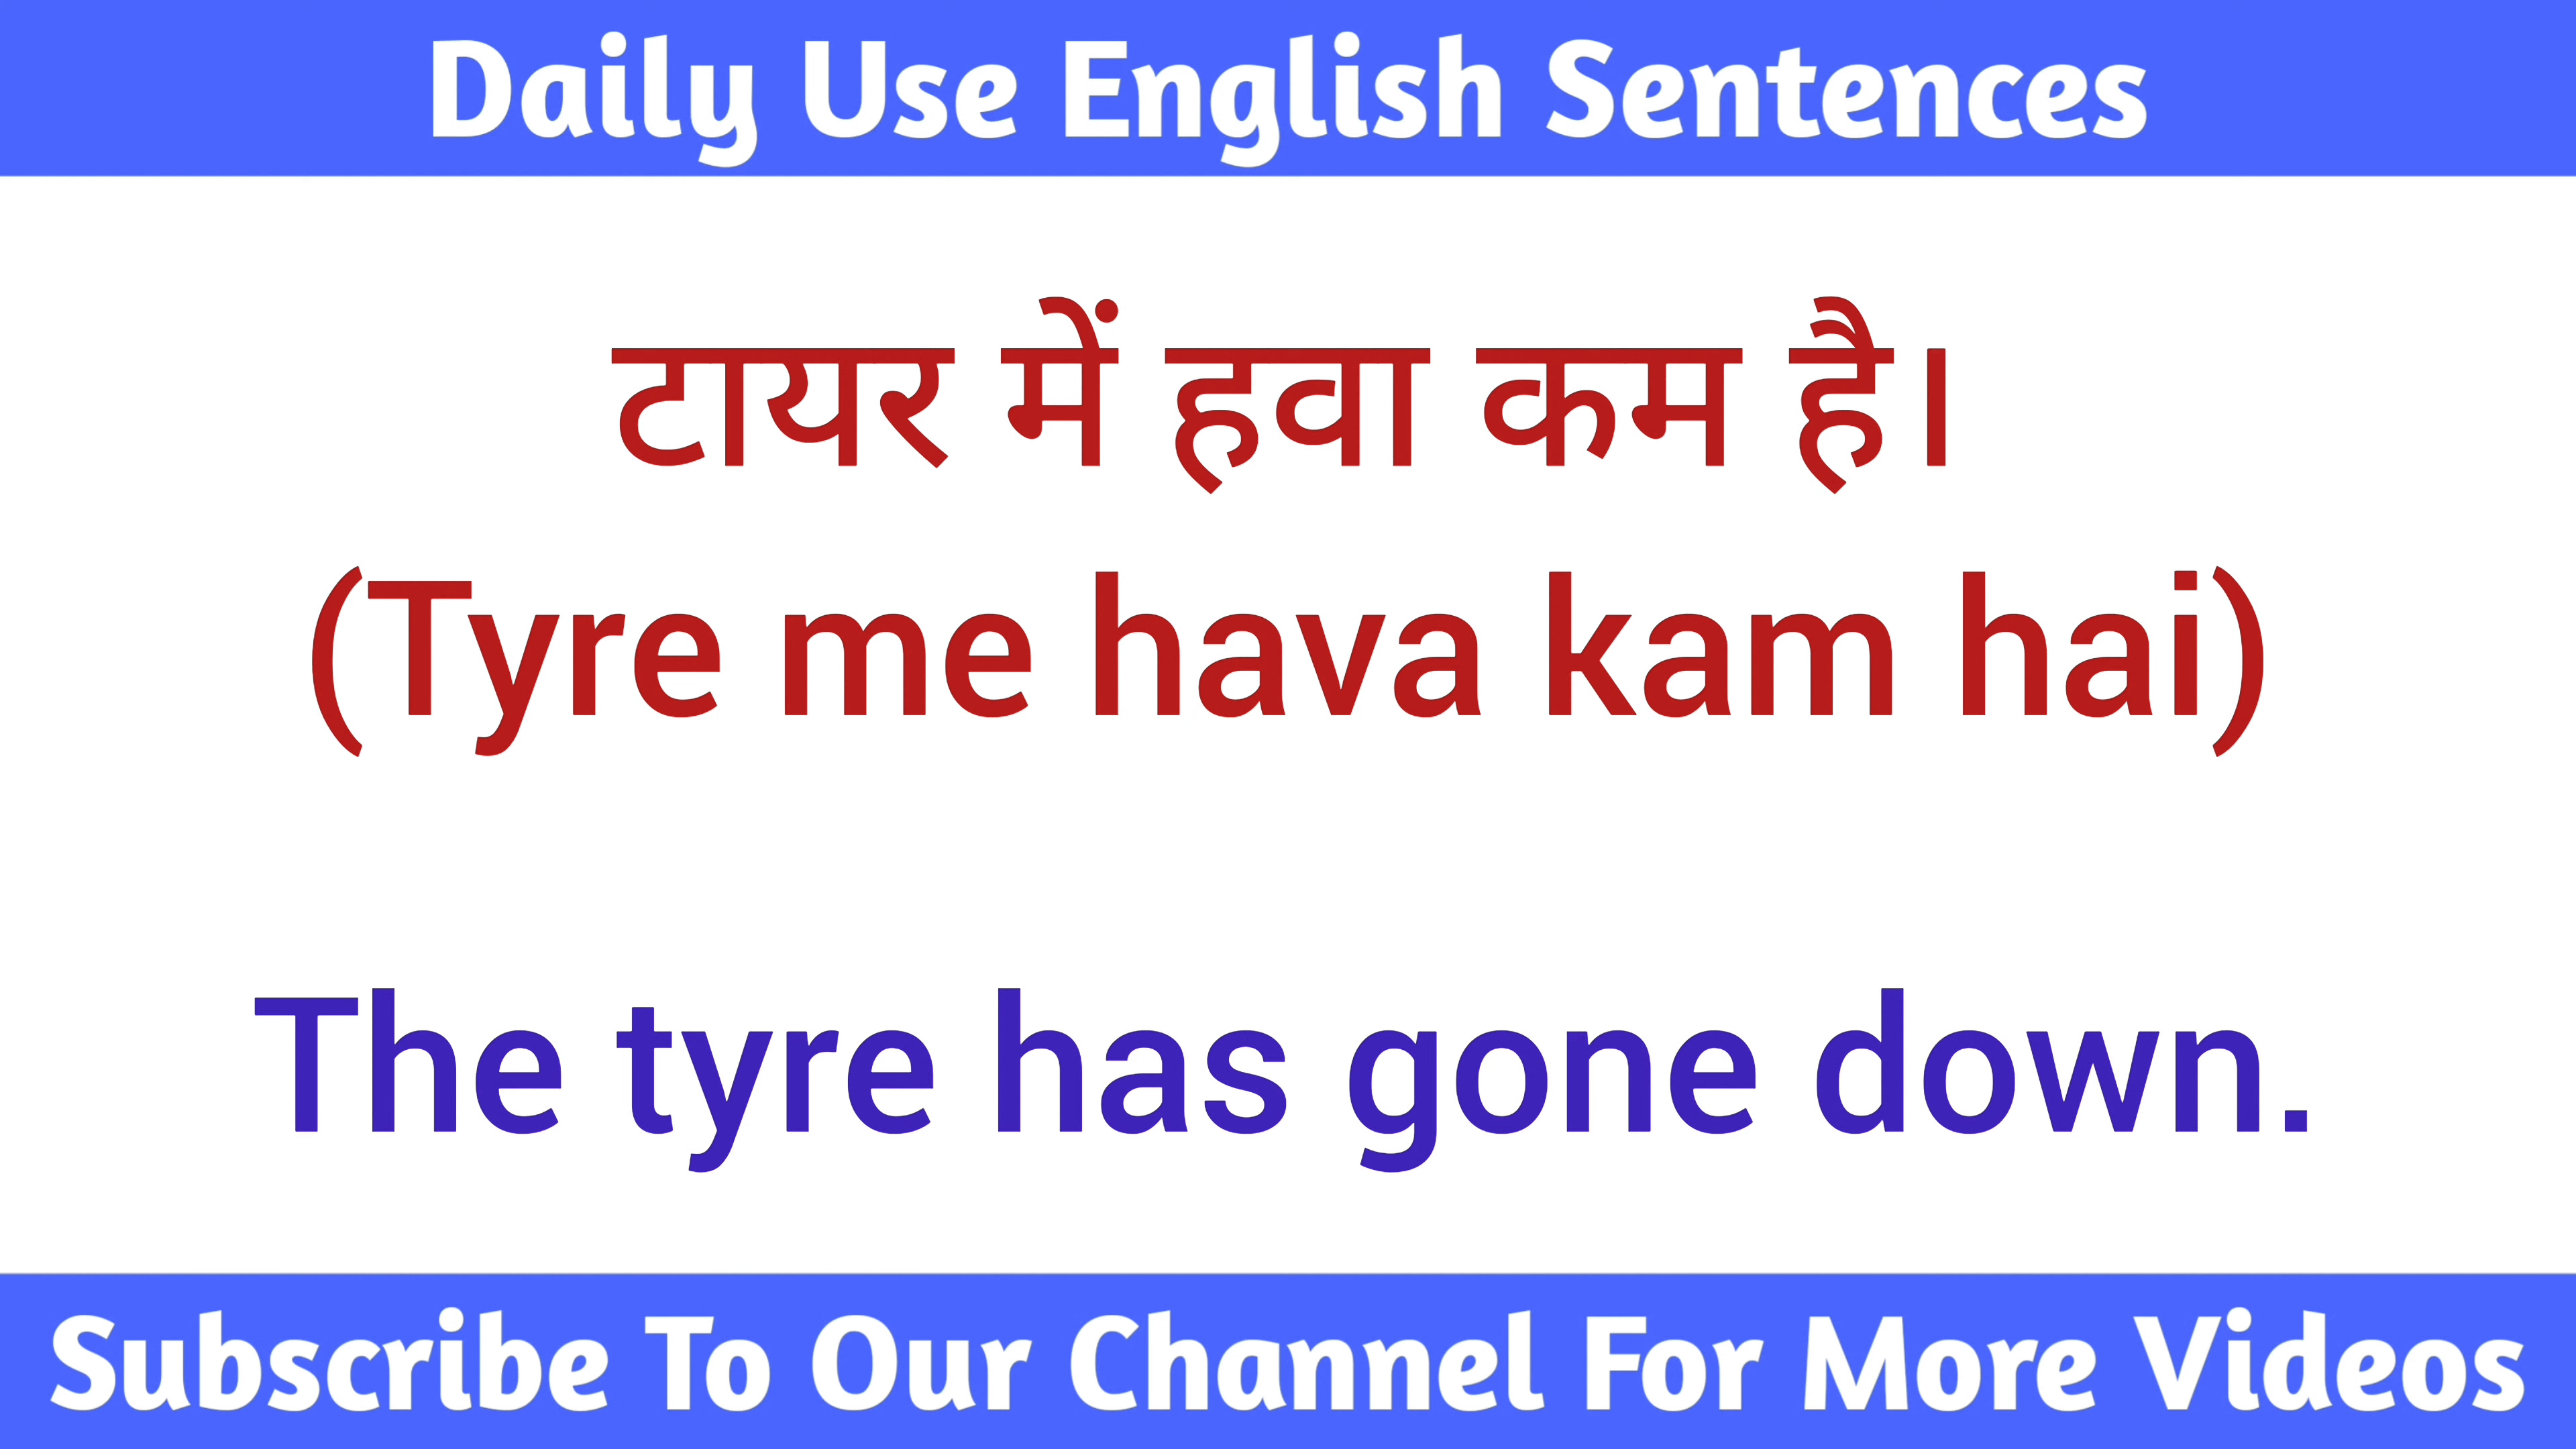 Daily Use English Sentences
टायर में हवा कम है।
(Tyre me hava kam hai)
The tyre has gone down.
Subscribe To Our Channel For More Videos